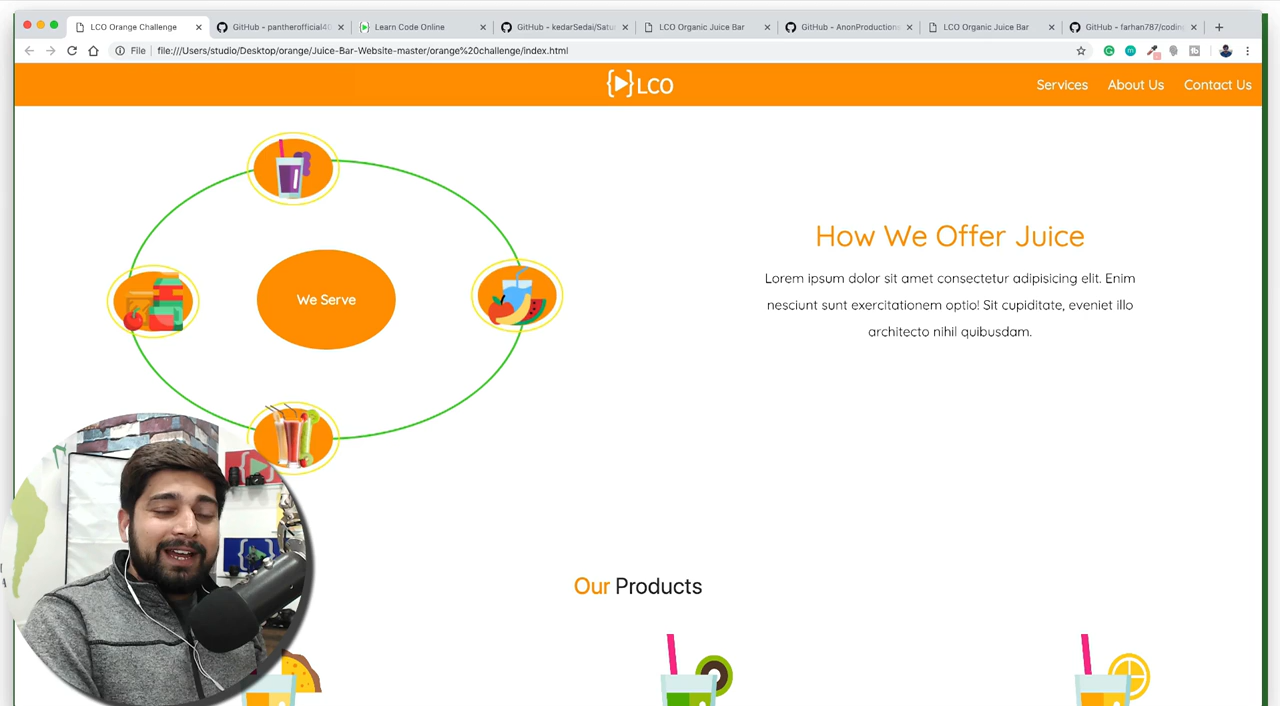 LCO Orange Challenge
GitHub - pantherofficial40
Learn Code Online
GitHub - kedarSedai/Satu
LCO Organic Juice Bar
GitHub - AnonProduction
LCO Organic Juice Bar
GitHub - farhan787/coding
File
file:///Users/studio/Desktop/orange/Juice-Bar-Website-master/orange%20challenge/index.html
{▶}LCO
Services
About Us
Contact Us
We Serve
How We Offer Juice
Lorem ipsum dolor sit amet consectetur adipisicing elit. Enim
nesciunt sunt exercitationem optio! Sit cupiditate, eveniet illo
architecto nihil quibusdam.
Our Products